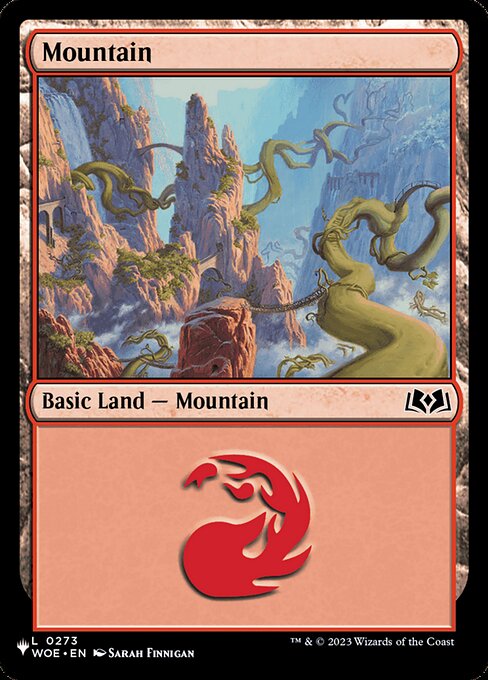 Mountain
Basic Land — Mountain
L 0273
WOE • EN Sarah Finnigan
™ & © 2023 Wizards of the Coast